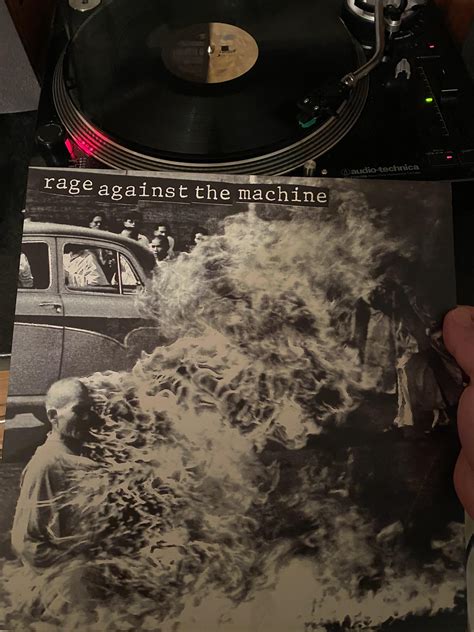 audio-technica
rage against the machine